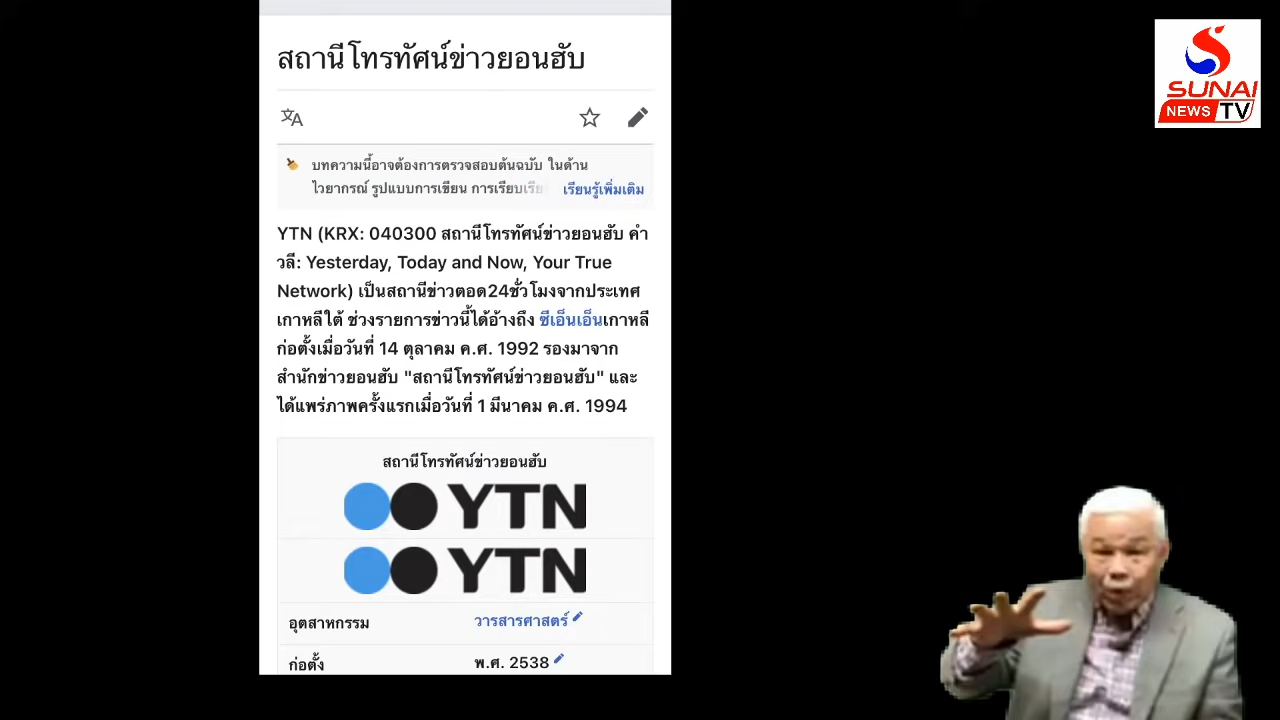 สถานีโทรทัศน์ข่าวยอนฮับ
บทความนี้อาจต้องการตรวจสอบต้นฉบับ ในด้าน
ไวยากรณ์ รูปแบบการเขียน การเรียบเรีย เรียนรู้เพิ่มเติม
YTN (KRX: 040300 สถานีโทรทัศน์ข่าวยอนฮับ คำ
วลี: Yesterday, Today and Now, Your True
Network) เป็นสถานีข่าวตอด24ชั่วโมงจากประเทศ
เกาหลีใต้ ช่วงรายการข่าวนี้ได้อ้างถึง ซีเอ็นเอ็นเกาหลี
ก่อตั้งเมื่อวันที่ 14 ตุลาคม ค.ศ. 1992 รองมาจาก
สำนักข่าวยอนฮับ "สถานีโทรทัศน์ข่าวยอนฮับ" และ
ได้แพร่ภาพครั้งแรกเมื่อวันที่ 1 มีนาคม ค.ศ. 1994
สถานีโทรทัศน์ข่าวยอนฮับ
YTN
YTN
อุตสาหกรรม วารสารศาสตร์
ก่อตั้ง พ.ศ. 2538
SUNAI
NEWS TV